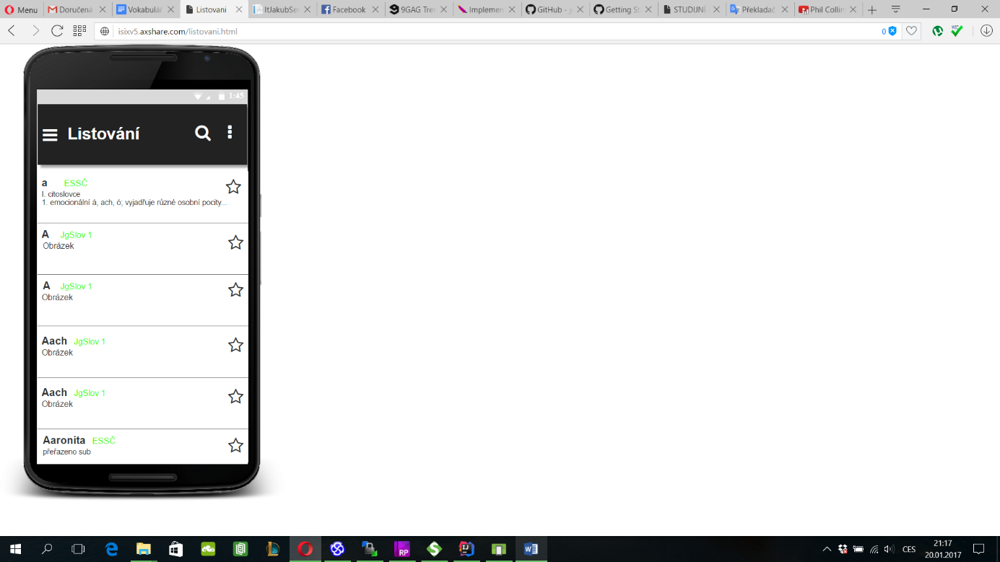 Menu
Doručená
Vokabulář
Listovani
ItJakubSer
Facebook
9GAG Tre
Implemen
GitHub - j
Getting St
STUDIJNÍ
Překladač
Phil Collin
isixv5.axshare.com/listovani.html
0
1:45
Listování
a ESSČ
I. citoslovce
1. emocionální á, ach, ó; vyjadřuje různé osobní pocity...
A JgSlov 1
Obrázek
A JgSlov 1
Obrázek
Aach JgSlov 1
Obrázek
Aach JgSlov 1
Obrázek
Aaronita ESSČ
přeřazeno sub
RP
IJ
CES
21:17
20.01.2017